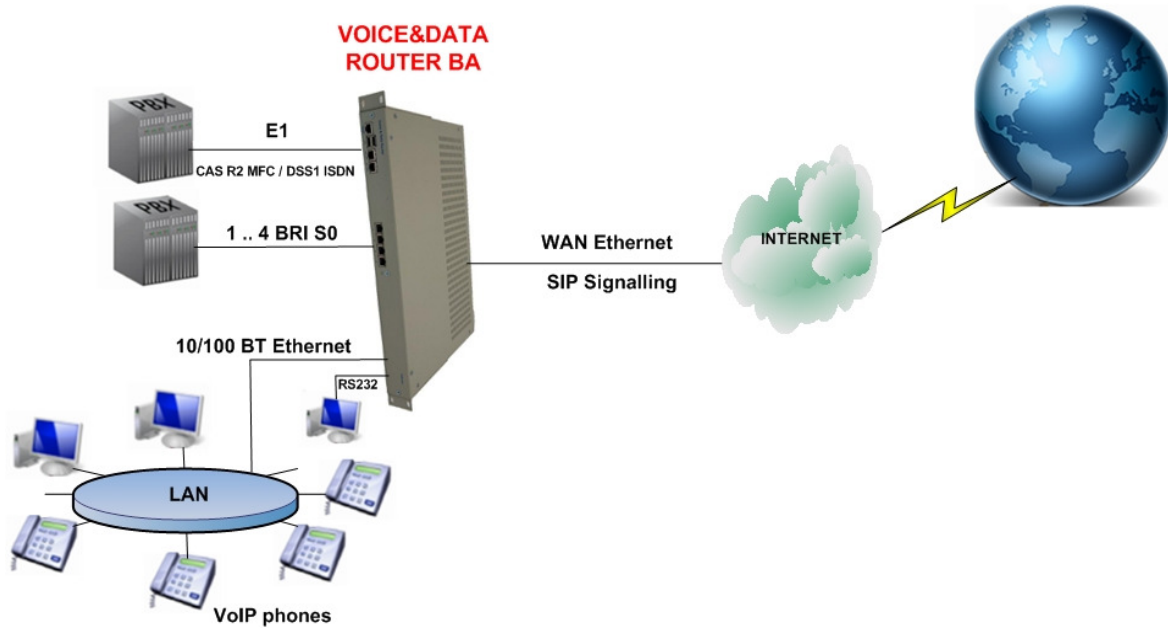 VOICE&DATA
ROUTER BA
PBX
E1
CAS R2 MFC / DSS1 ISDN
PBX
1 .. 4 BRI S0
WAN Ethernet
SIP Signalling
INTERNET
10/100 BT Ethernet
RS232
LAN
VoIP phones